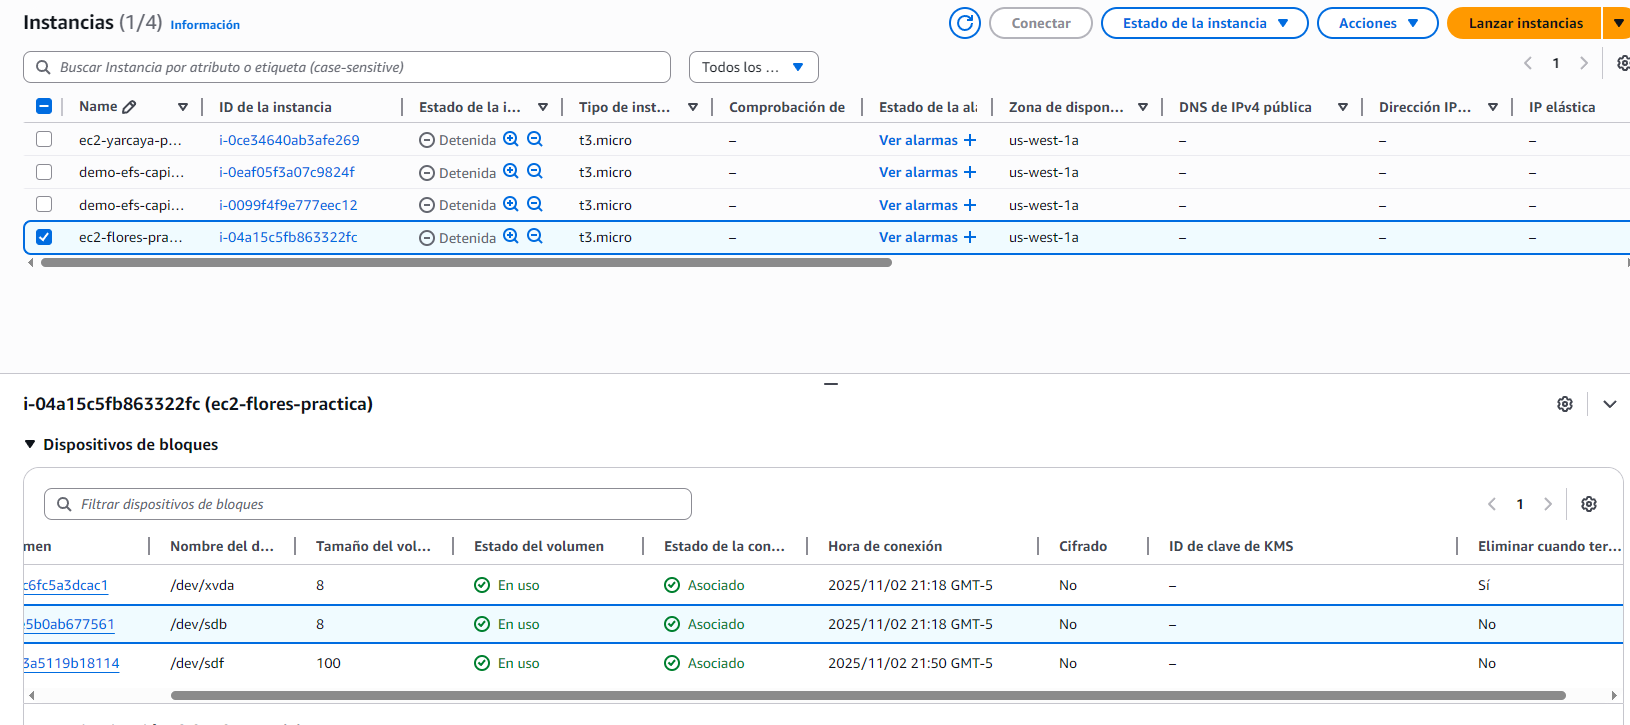 Instancias (1/4) Información
Conectar
Estado de la instancia
Acciones
Lanzar instancias
Buscar Instancia por atributo o etiqueta (case-sensitive)
Todos los ...
1
Name ID de la instancia Estado de la i... Tipo de inst... Comprobación de Estado de la ala Zona de dispon... DNS de IPv4 pública Dirección IP... IP elástica
ec2-yarcaya-p... i-0ce34640ab3afe269 Detenida t3.micro – Ver alarmas + us-west-1a – – –
demo-efs-capi... i-0eaf05f3a07c9824f Detenida t3.micro – Ver alarmas + us-west-1a – – –
demo-efs-capi... i-0099f4f9e777eec12 Detenida t3.micro – Ver alarmas + us-west-1a – – –
ec2-flores-pra... i-04a15c5fb863322fc Detenida t3.micro – Ver alarmas + us-west-1a – – –
i-04a15c5fb863322fc (ec2-flores-practica)
Dispositivos de bloques
Filtrar dispositivos de bloques
1
men Nombre del d... Tamaño del vol... Estado del volumen Estado de la con... Hora de conexión Cifrado ID de clave de KMS Eliminar cuando ter...
c6fc5a3dcac1 /dev/xvda 8 En uso Asociado 2025/11/02 21:18 GMT-5 No – Sí
5b0ab677561 /dev/sdb 8 En uso Asociado 2025/11/02 21:18 GMT-5 No – No
3a5119b18114 /dev/sdf 100 En uso Asociado 2025/11/02 21:50 GMT-5 No – No